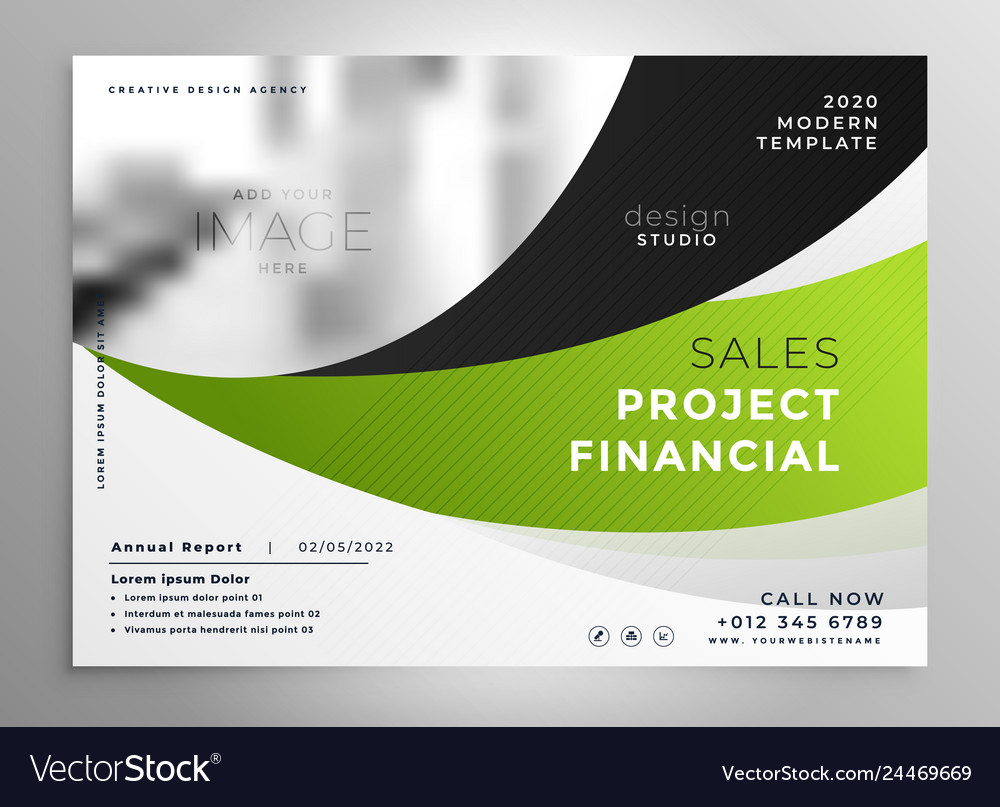 CREATIVE DESIGN AGENCY
2020
MODERN
TEMPLATE
ADD YOUR
IMAGE
HERE
design
STUDIO
LOREM IPSUM DOLOR SIT AME
SALES
PROJECT
FINANCIAL
Annual Report | 02/05/2022
Lorem ipsum Dolor
• Lorem ipsum dolor point 01
• Interdum et malesuada fames point 02
• Vivamus porta hendrerit nisi point 03
CALL NOW
+012 345 6789
WWW. YOURWEBISTENAME
VectorStock®
VectorStock.com/24469669